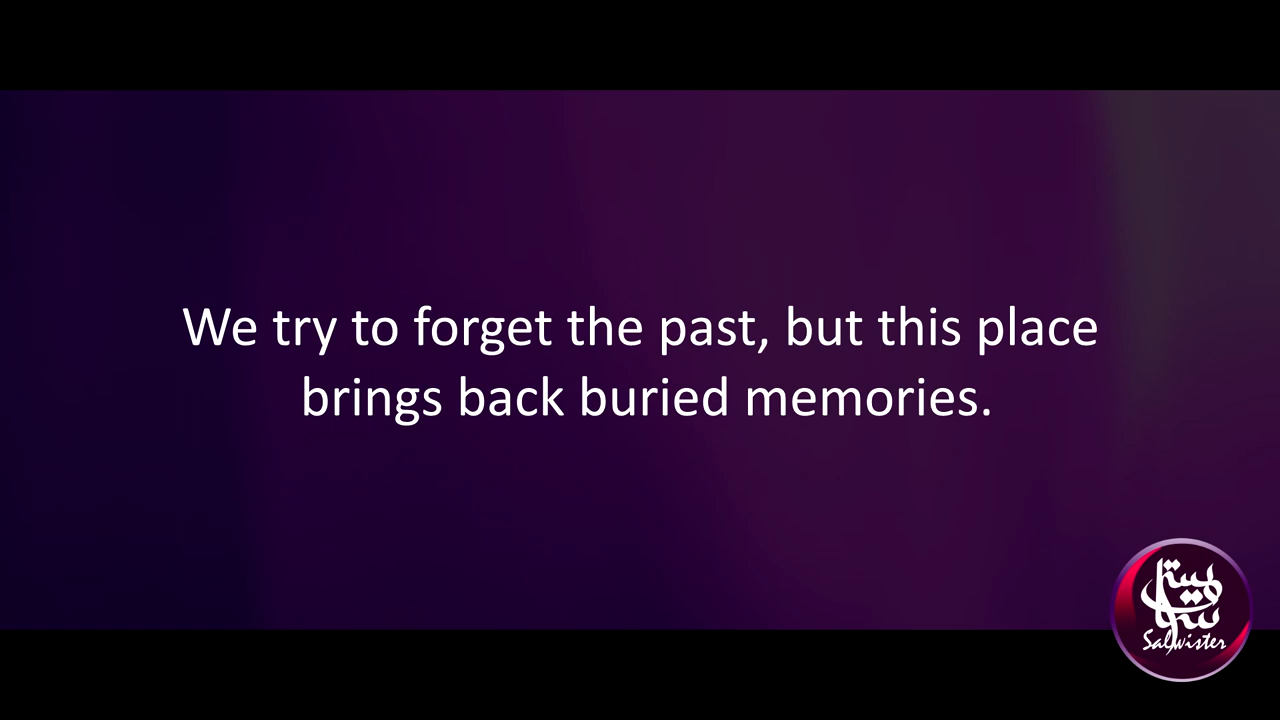 We try to forget the past, but this place
brings back buried memories.
Salwister